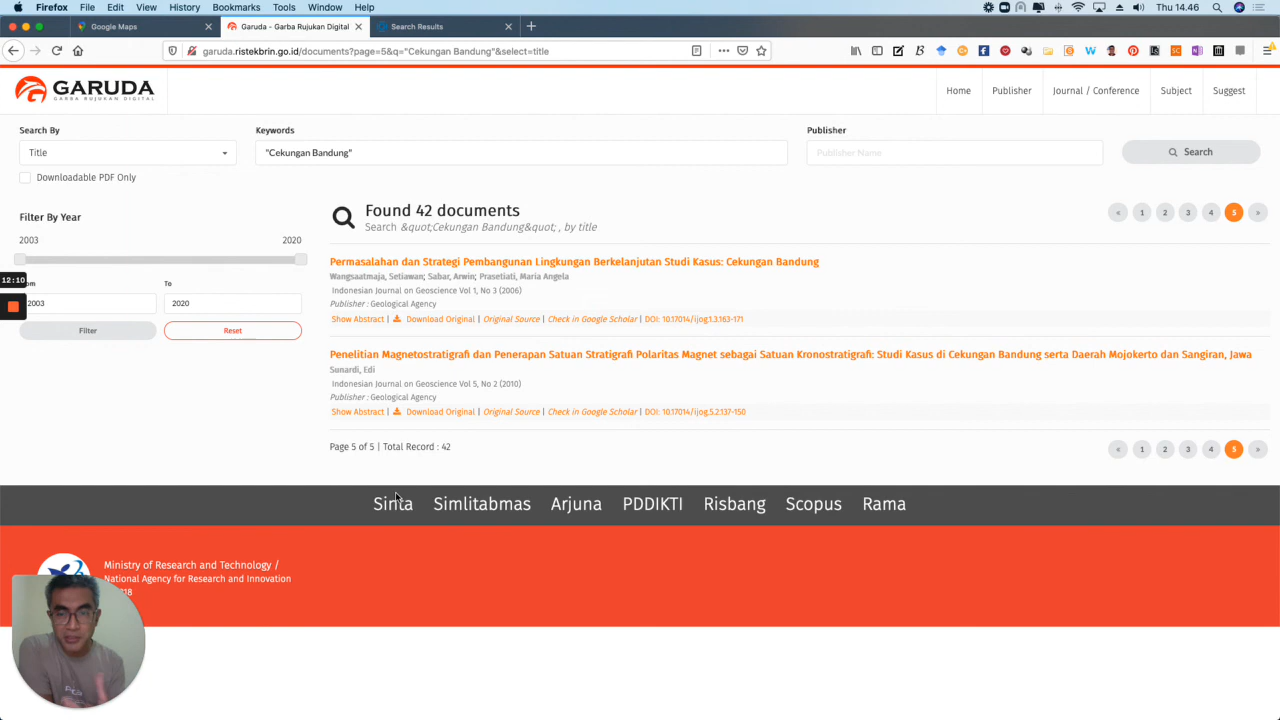 Firefox File Edit View History Bookmarks Tools Window Help
Thu 14.46
Google Maps
Garuda - Garba Rujukan Digital
Search Results
garuda.ristekbrin.go.id/documents?page=5&q="Cekungan Bandung"&select=title
GARUDA
GARBA RUJUKAN DIGITAL
Home
Publisher
Journal / Conference
Subject
Suggest
Search By
Keywords
Publisher
Title
"Cekungan Bandung"
Publisher Name
Search
Downloadable PDF Only
Filter By Year
2003
2020
12:10
om
To
2003
2020
Filter
Reset
Found 42 documents
Search &quot;Cekungan Bandung&quot; , by title
« 1 2 3 4 5 »
Permasalahan dan Strategi Pembangunan Lingkungan Berkelanjutan Studi Kasus: Cekungan Bandung
Wangsaatmaja, Setiawan; Sabar, Arwin; Prasetiati, Maria Angela
Indonesian Journal on Geoscience Vol 1, No 3 (2006)
Publisher : Geological Agency
Show Abstract | Download Original | Original Source | Check in Google Scholar | DOI: 10.17014/ijog.1.3.163-171
Penelitian Magnetostratigrafi dan Penerapan Satuan Stratigrafi Polaritas Magnet sebagai Satuan Kronostratigrafi: Studi Kasus di Cekungan Bandung serta Daerah Mojokerto dan Sangiran, Jawa
Sunardi, Edi
Indonesian Journal on Geoscience Vol 5, No 2 (2010)
Publisher : Geological Agency
Show Abstract | Download Original | Original Source | Check in Google Scholar | DOI: 10.17014/ijog.5.2.137-150
Page 5 of 5 | Total Record : 42
« 1 2 3 4 5 »
Sinta Simlitabmas Arjuna PDDIKTI Risbang Scopus Rama
Ministry of Research and Technology /
National Agency for Research and Innovation
18